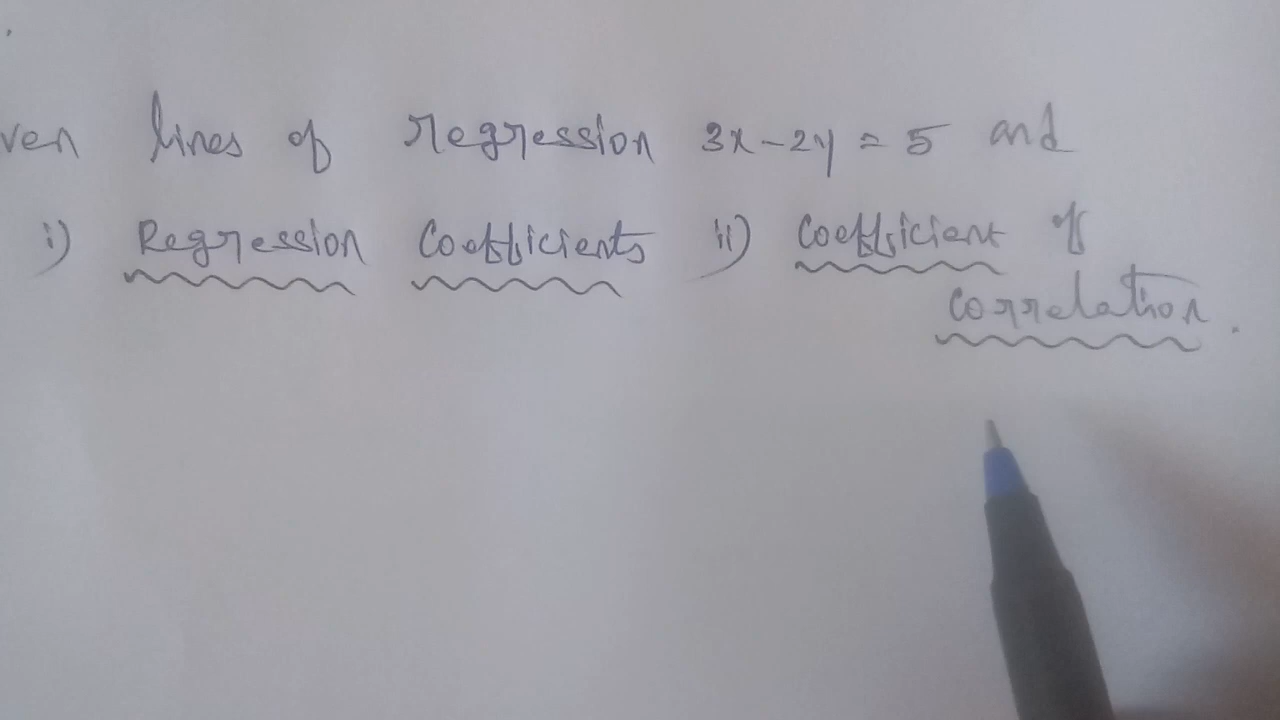 ven lines of regression 3x-2y = 5 and
i) Regression Coefficients ii) Coefficient of
Correlation.